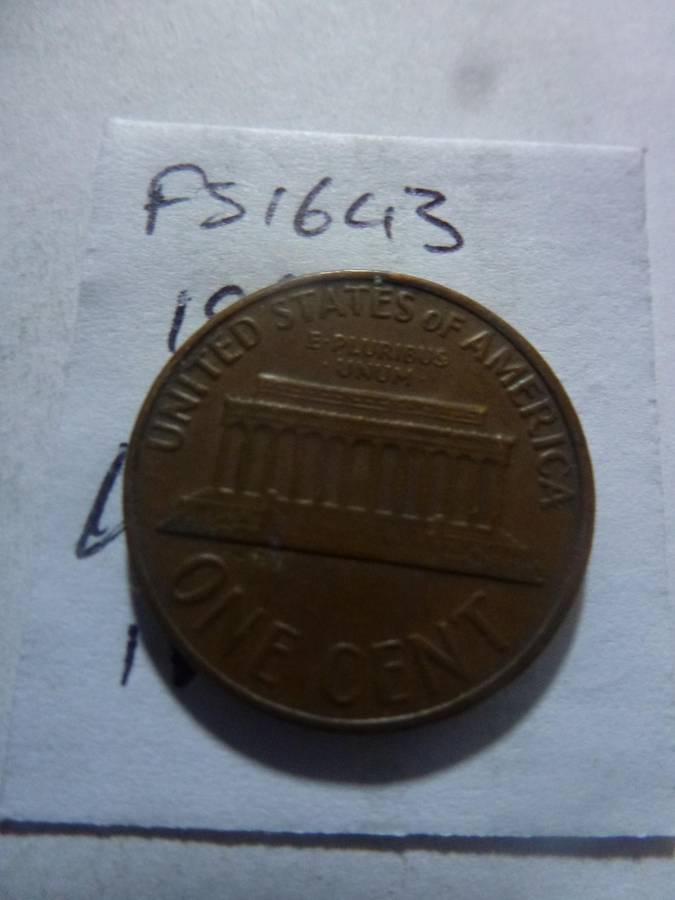 FS1643
UNITED STATES OF AMERICA
E·PLURIBUS
UNUM
ONE CENT